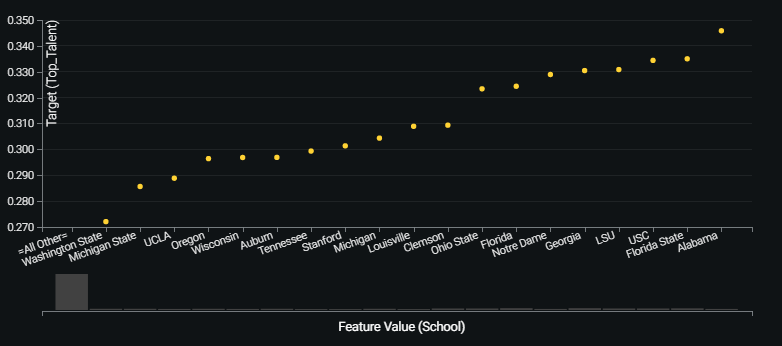 0.350
0.340
0.330
0.320
0.310
0.300
0.290
0.280
0.270
Target (Top_Talent)
=All Other=
Washington State
Michigan State
UCLA
Oregon
Wisconsin
Auburn
Tennessee
Stanford
Michigan
Louisville
Clemson
Ohio State
Florida
Notre Dame
Georgia
LSU
USC
Florida State
Alabama
Feature Value (School)